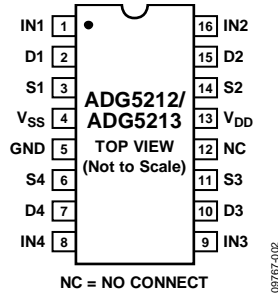 IN1 1 16 IN2
D1 2 15 D2
S1 3 14 S2
ADG5212/
VSS 4 13 VDD
ADG5213
GND 5 TOP VIEW 12 NC
(Not to Scale)
S4 6 11 S3
D4 7 10 D3
IN4 8 9 IN3
NC = NO CONNECT
09767-002